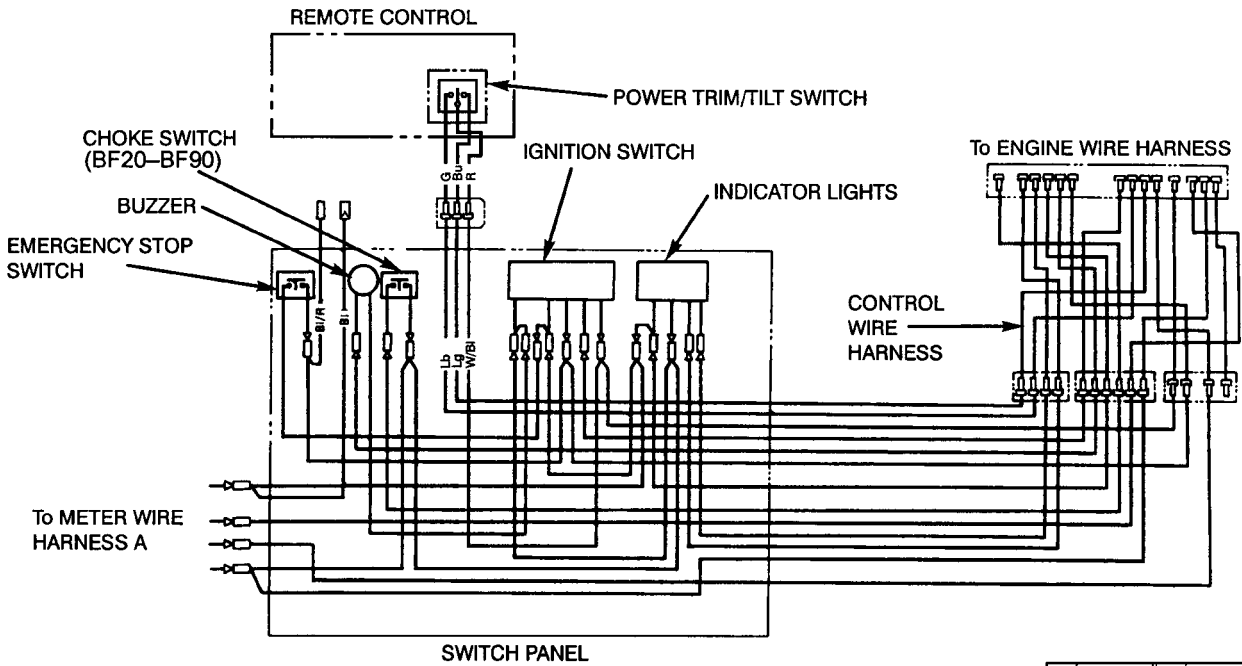 REMOTE CONTROL
POWER TRIM/TILT SWITCH
CHOKE SWITCH
(BF20–BF90)
IGNITION SWITCH
To ENGINE WIRE HARNESS
G
Bu
R
BUZZER
INDICATOR LIGHTS
EMERGENCY STOP
SWITCH
Bl/R
Bl
CONTROL
WIRE
HARNESS
Lb
Lg
W/Bl
To METER WIRE
HARNESS A
SWITCH PANEL